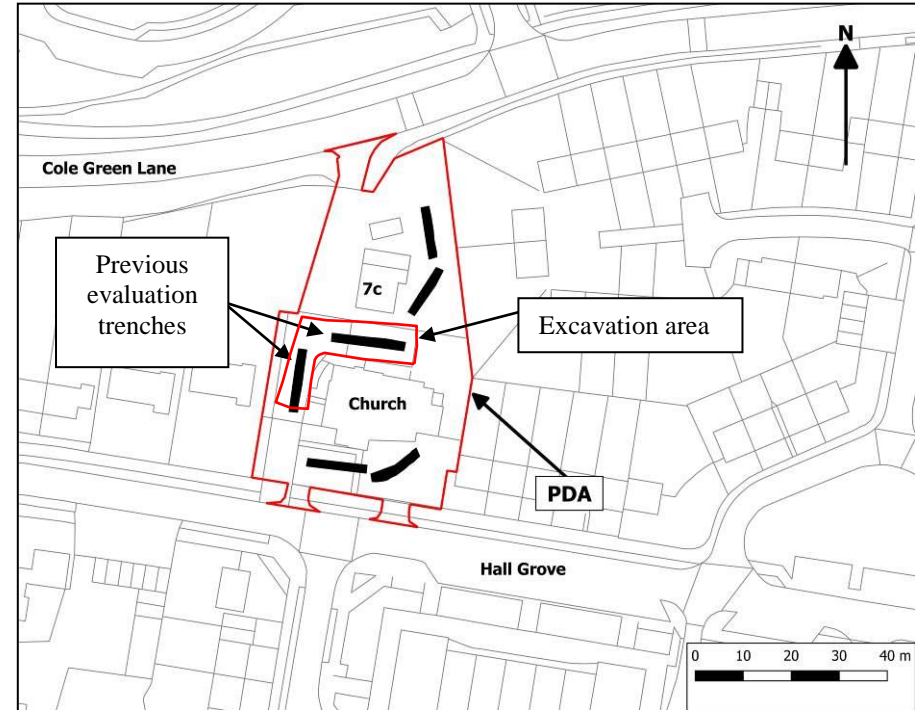 N
Cole Green Lane
Previous
evaluation
trenches
7c
Excavation area
Church
PDA
Hall Grove
0 10 20 30 40 m